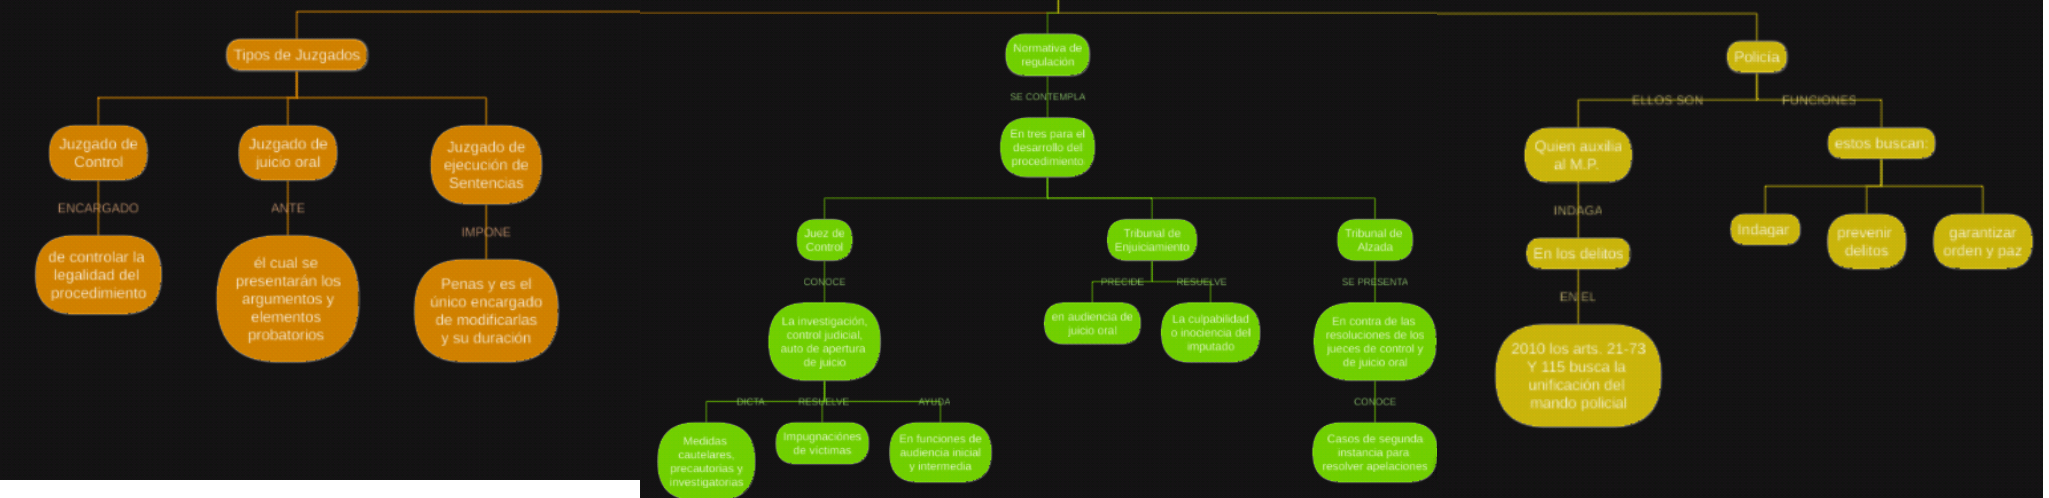 Tipos de Juzgados
Juzgado de
Control
ENCARGADO
de controlar la
legalidad del
procedimiento
Juzgado de
juicio oral
ANTE
él cual se
presentarán los
argumentos y
elementos
probatorios
Juzgado de
ejecución de
Sentencias
IMPONE
Penas y es el
único encargado
de modificarlas
y su duración
Normativa de
regulación
SE CONTEMPLA
En tres para el
desarrollo del
procedimiento
Juez de
Control
CONOCE
La investigación,
control judicial,
auto de apertura
de juicio
DICTA.
Medidas
cautelares,
precautorias y
investigatorias
RESUELVE
Impugnaciónes
de víctimas
AYUDA
En funciones de
audiencia inicial
y intermedia
Tribunal de
Enjuiciamiento
PRECIDE
en audiencia de
juicio oral
RESUELVE
La culpabilidad
o inociencia del
imputado
Tribunal de
Alzada
SE PRESENTA
En contra de las
resoluciones de los
jueces de control y
de juicio oral
CONOCE
Casos de segunda
instancia para
resolver apelaciones
Policía
ELLOS SON
Quien auxilia
al M.P.
INDAGA
En los delitos
EN EL
2010 los arts. 21-73
Y 115 busca la
unificación del
mando policial
FUNCIONES
estos buscan:
Indagar
prevenir
delitos
garantizar
orden y paz